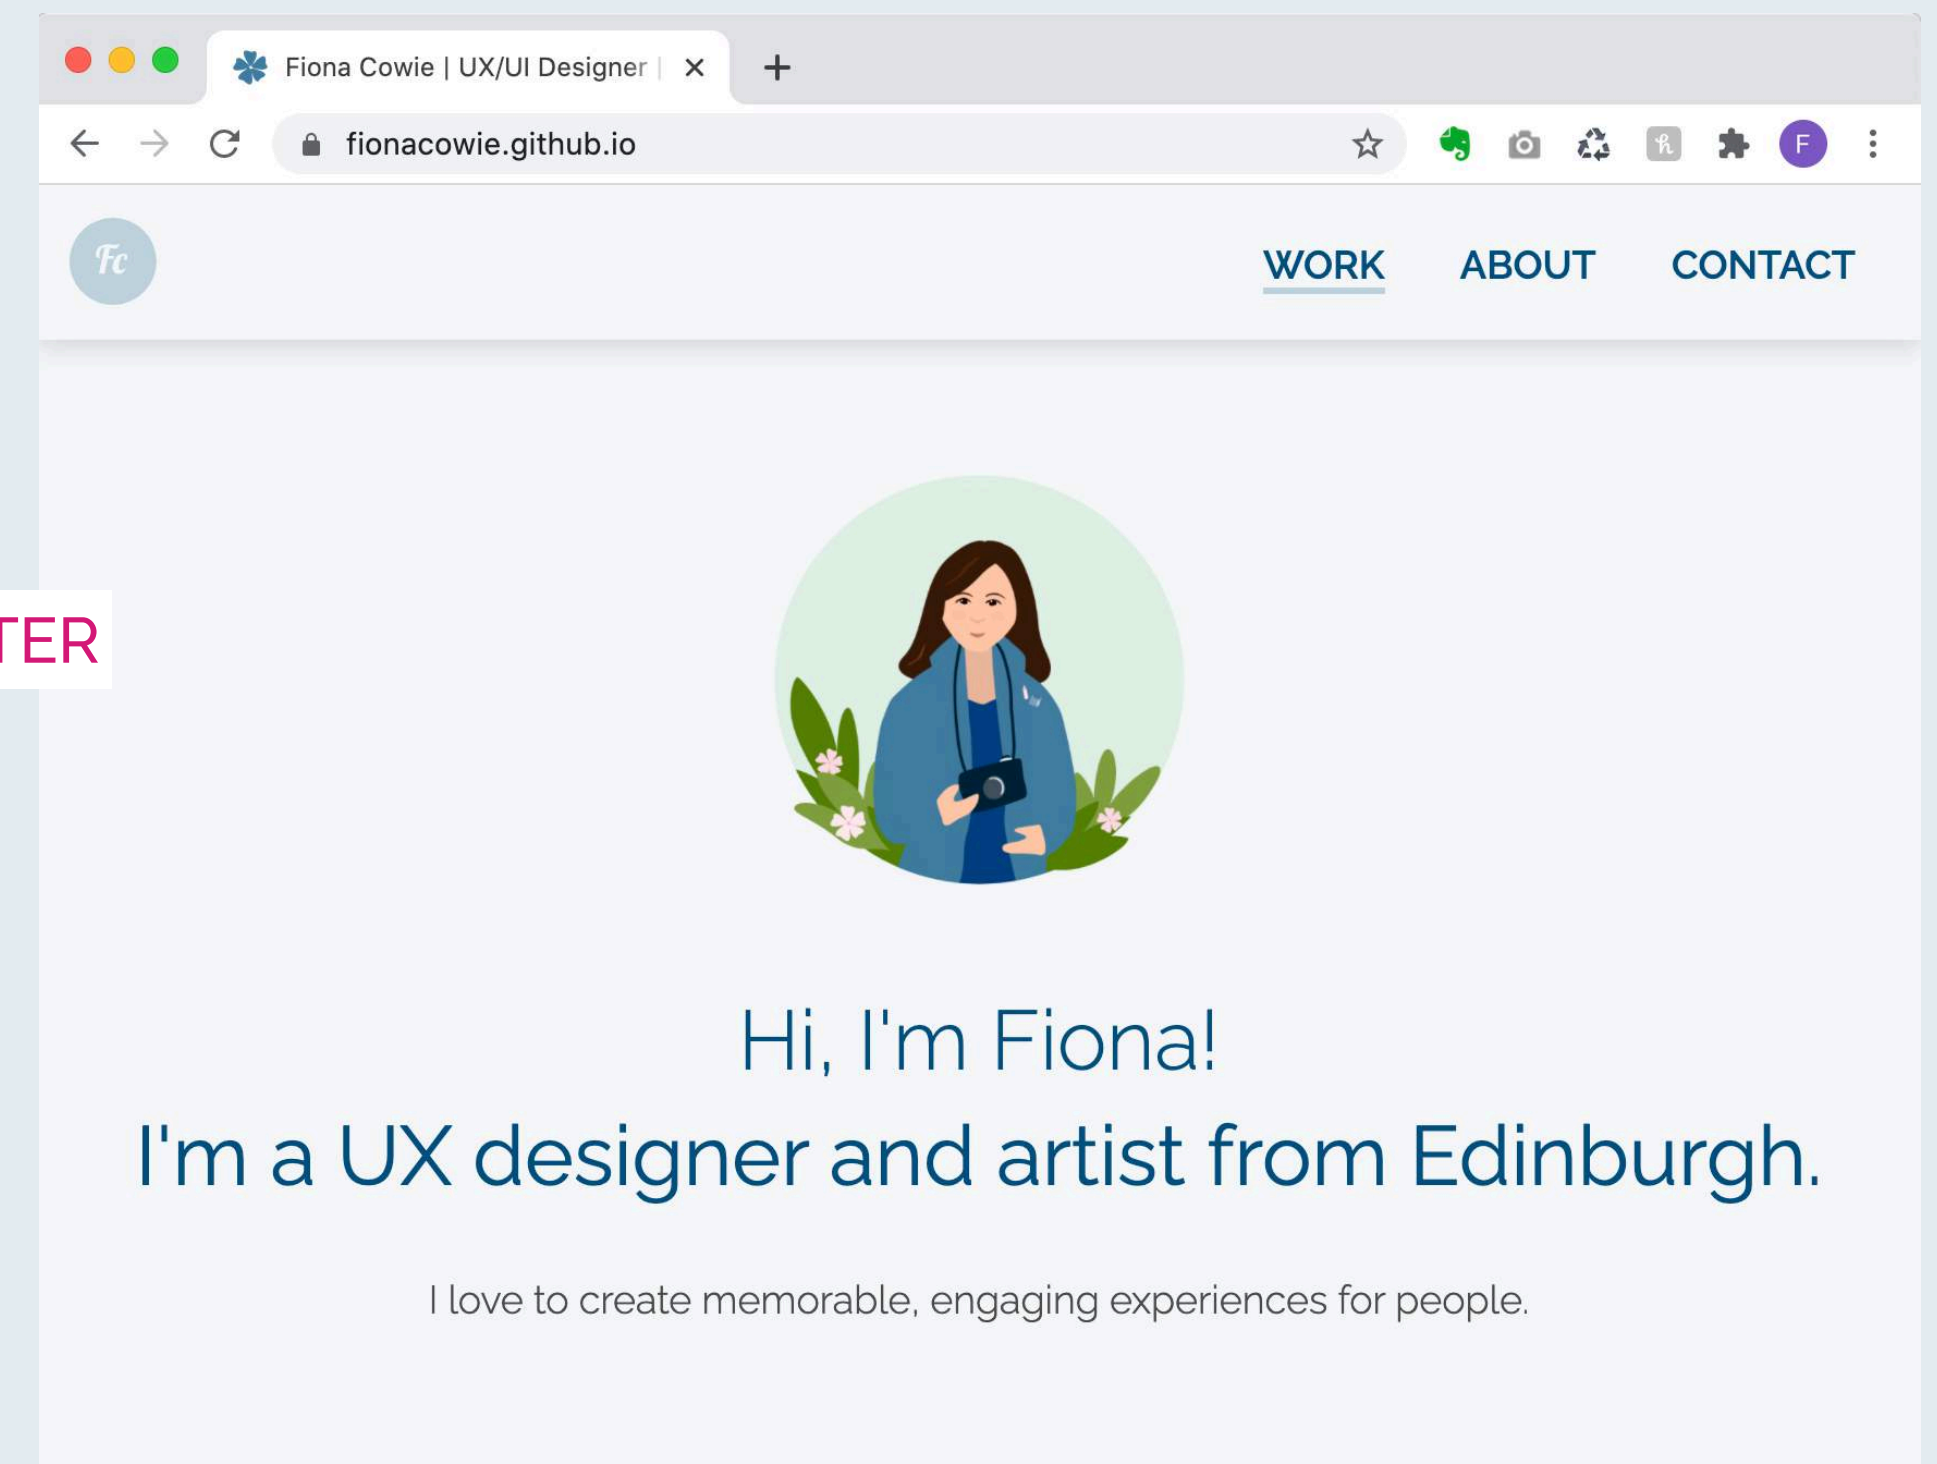 Fiona Cowie | UX/UI Designer |
fionacowie.github.io
F
Fc
WORK ABOUT CONTACT
TER
Hi, I'm Fiona!
I'm a UX designer and artist from Edinburgh.
I love to create memorable, engaging experiences for people.